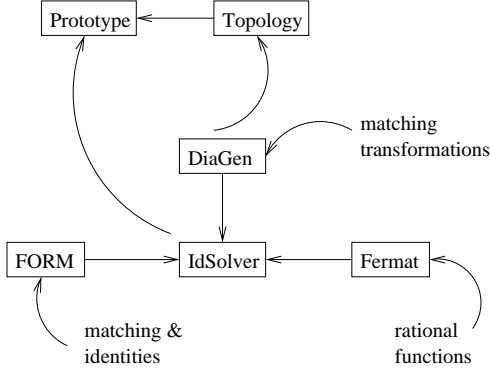 Prototype
Topology
matching
transformations
DiaGen
FORM
IdSolver
Fermat
matching &
identities
rational
functions